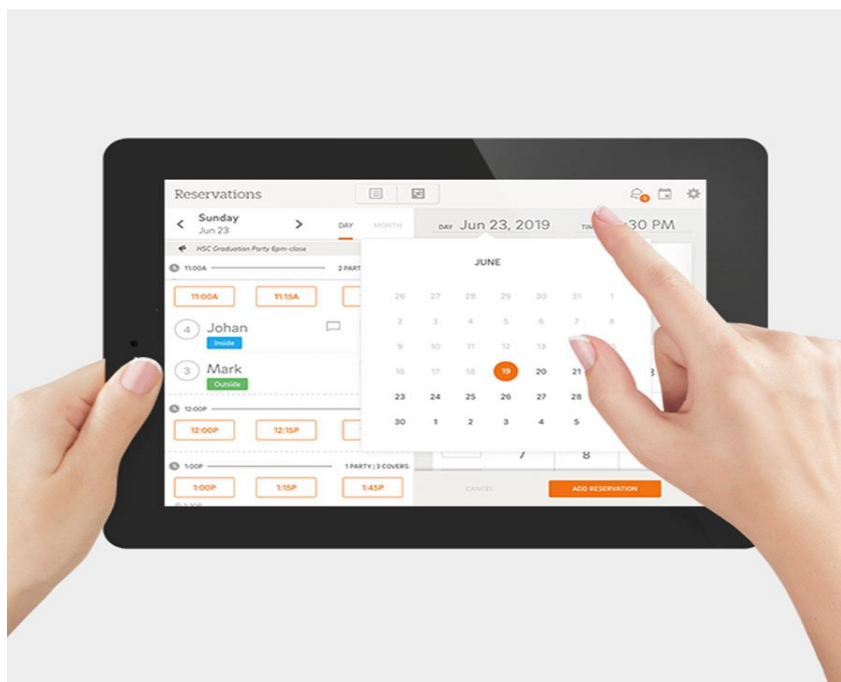 Reservations
Sunday
Jun 23
DAY MONTH
DAY Jun 23, 2019
:30 PM
HSC Graduation Party 6pm-close
11:00A 2 PART
11:00A 11:15A
4 Johan
Inside
3 Mark
Outside
12:00P
12:00P 12:15P
1:00P 1 PARTY | 3 COVERS
1:00P 1:15P 1:45P
JUNE
26 27 28 29 30 31 1
2 3 4 5 6 7 8
9 10 11 12 13
16 17 18 19 20 21
23 24 25 26 27 28
30 1 2 3 4 5
7 8
CANCEL ADD RESERVATION